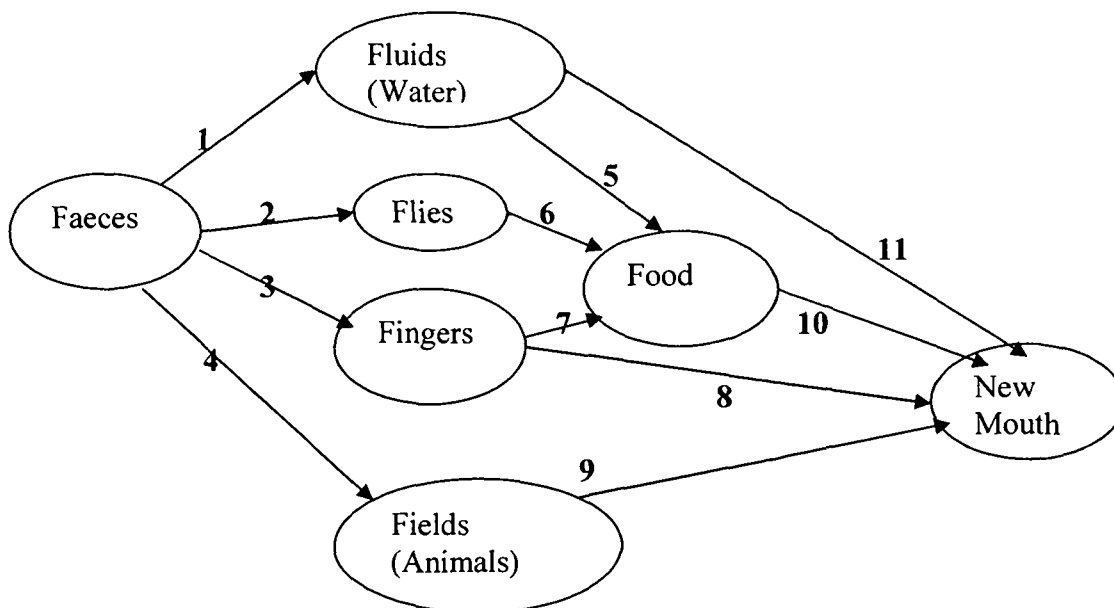 Fluids
(Water)
1
5
Faeces
2
Flies
6
11
3
Food
Fingers
7
10
4
8
New
Mouth
9
Fields
(Animals)